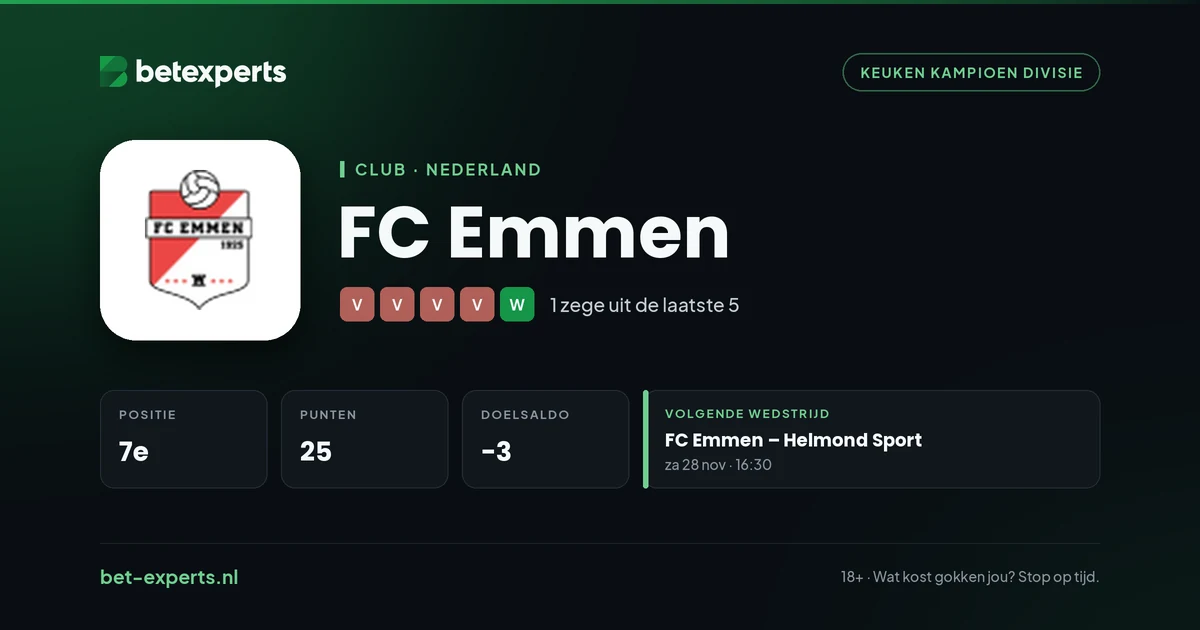 betexperts
KEUKEN KAMPIOEN DIVISIE
FC EMMEN
1925
CLUB · NEDERLAND
FC Emmen
V V V V W 1 zege uit de laatste 5
POSITIE
7e
PUNTEN
25
DOELSALDO
-3
VOLGENDE WEDSTRIJD
FC Emmen – Helmond Sport
za 28 nov · 16:30
bet-experts.nl
18+ · Wat kost gokken jou? Stop op tijd.